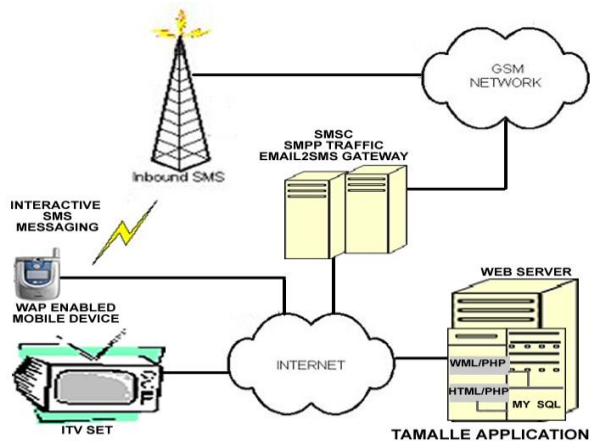 GSM
NETWORK
SMSC
SMPP TRAFFIC
EMAIL2SMS GATEWAY
Inbound SMS
INTERACTIVE
SMS
MESSAGING
WEB SERVER
WAP ENABLED
MOBILE DEVICE
INTERNET
WML/PHP
HTML/PHP
MY SQL
ITV SET
TAMALLE APPLICATION